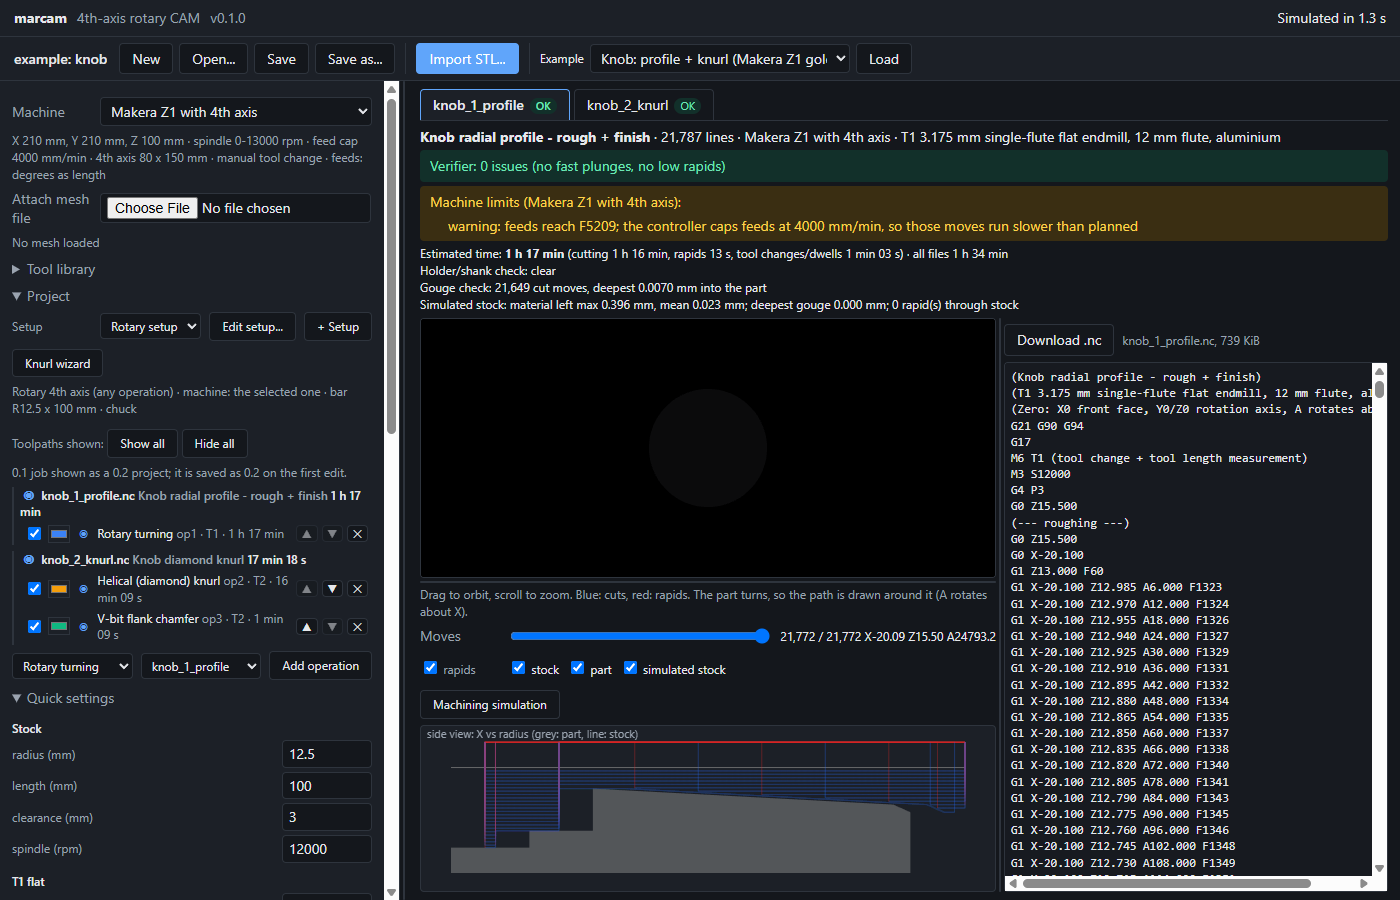 marcam 4th-axis rotary CAM v0.1.0
Simulated in 1.3 s
example: knob New Open... Save Save as... Import STL... Example Knob: profile + knurl (Makera Z1 gol Load
Machine Makera Z1 with 4th axis
X 210 mm, Y 210 mm, Z 100 mm · spindle 0-13000 rpm · feed cap
4000 mm/min · 4th axis 80 x 150 mm · manual tool change · feeds:
degrees as length
Attach mesh
file
Choose File No file chosen
No mesh loaded
Tool library
Project
Setup Rotary setup Edit setup... + Setup
Knurl wizard
Rotary 4th axis (any operation) · machine: the selected one · bar
R12.5 x 100 mm · chuck
Toolpaths shown: Show all Hide all
0.1 job shown as a 0.2 project; it is saved as 0.2 on the first edit.
knob_1_profile.nc Knob radial profile - rough + finish 1 h 17
min
Rotary turning op1 · T1 · 1 h 17 min
knob_2_knurl.nc Knob diamond knurl 17 min 18 s
Helical (diamond) knurl op2 · T2 · 16
min 09 s
V-bit flank chamfer op3 · T2 · 1 min
09 s
Rotary turning knob_1_profile Add operation
Quick settings
Stock
radius (mm) 12.5
length (mm) 100
clearance (mm) 3
spindle (rpm) 12000
T1 flat
knob_1_profile OK knob_2_knurl OK
Knob radial profile - rough + finish · 21,787 lines · Makera Z1 with 4th axis · T1 3.175 mm single-flute flat endmill, 12 mm flute, aluminium
Verifier: 0 issues (no fast plunges, no low rapids)
Machine limits (Makera Z1 with 4th axis):
warning: feeds reach F5209; the controller caps feeds at 4000 mm/min, so those moves run slower than planned
Estimated time: 1 h 17 min (cutting 1 h 16 min, rapids 13 s, tool changes/dwells 1 min 03 s) · all files 1 h 34 min
Holder/shank check: clear
Gouge check: 21,649 cut moves, deepest 0.0070 mm into the part
Simulated stock: material left max 0.396 mm, mean 0.023 mm; deepest gouge 0.000 mm; 0 rapid(s) through stock
Drag to orbit, scroll to zoom. Blue: cuts, red: rapids. The part turns, so the path is drawn around it (A rotates
about X).
Moves 21,772 / 21,772 X-20.09 Z15.50 A24793.2
rapids stock part simulated stock
Machining simulation
side view: X vs radius (grey: part, line: stock)
Download .nc knob_1_profile.nc, 739 KiB
(Knob radial profile - rough + finish)
(T1 3.175 mm single-flute flat endmill, 12 mm flute, al
(Zero: X0 front face, Y0/Z0 rotation axis, A rotates ab
G21 G90 G94
G17
M6 T1 (tool change + tool length measurement)
M3 S12000
G4 P3
G0 Z15.500
(--- roughing ---)
G0 Z15.500
G0 X-20.100
G1 Z13.000 F60
G1 X-20.100 Z12.985 A6.000 F1323
G1 X-20.100 Z12.970 A12.000 F1324
G1 X-20.100 Z12.955 A18.000 F1326
G1 X-20.100 Z12.940 A24.000 F1327
G1 X-20.100 Z12.925 A30.000 F1329
G1 X-20.100 Z12.910 A36.000 F1331
G1 X-20.100 Z12.895 A42.000 F1332
G1 X-20.100 Z12.880 A48.000 F1334
G1 X-20.100 Z12.865 A54.000 F1335
G1 X-20.100 Z12.850 A60.000 F1337
G1 X-20.100 Z12.835 A66.000 F1338
G1 X-20.100 Z12.820 A72.000 F1340
G1 X-20.100 Z12.805 A78.000 F1341
G1 X-20.100 Z12.790 A84.000 F1343
G1 X-20.100 Z12.775 A90.000 F1345
G1 X-20.100 Z12.760 A96.000 F1346
G1 X-20.100 Z12.745 A102.000 F1348
G1 X-20.100 Z12.730 A108.000 F1349